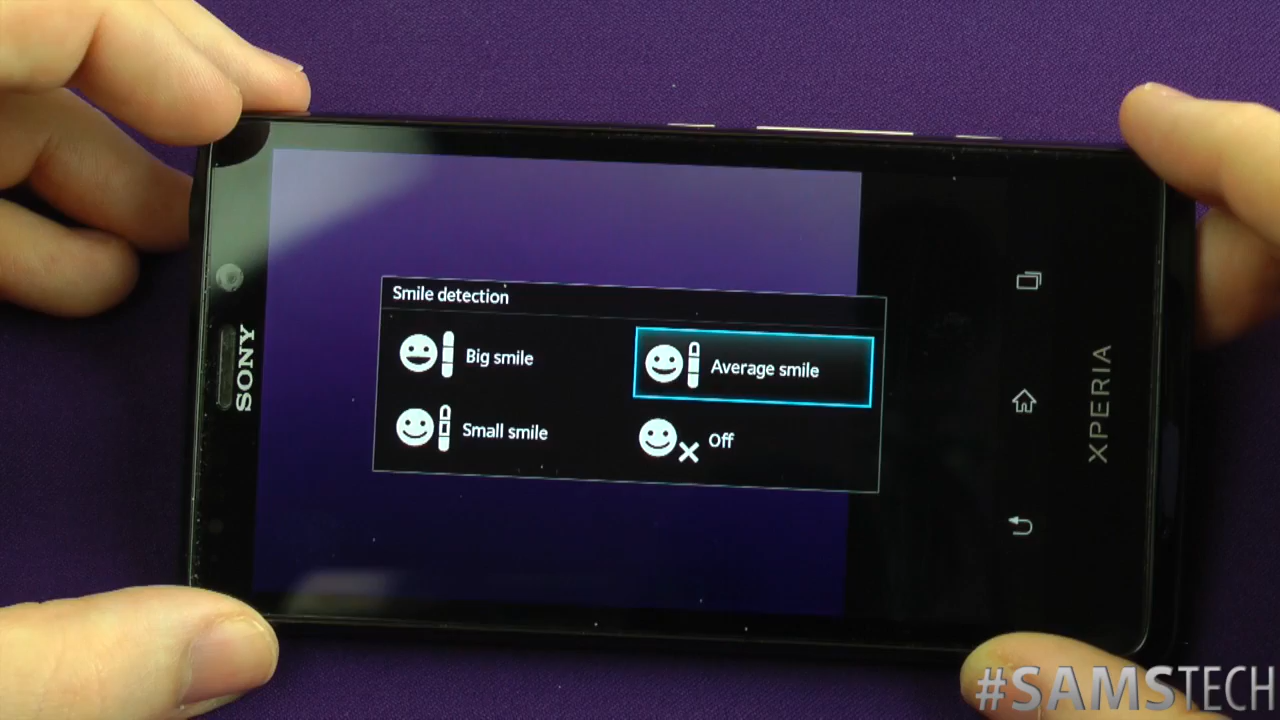 SONY
Smile detection
Big smile
Average smile
Small smile
Off
XPERIA
#SAMSTECH